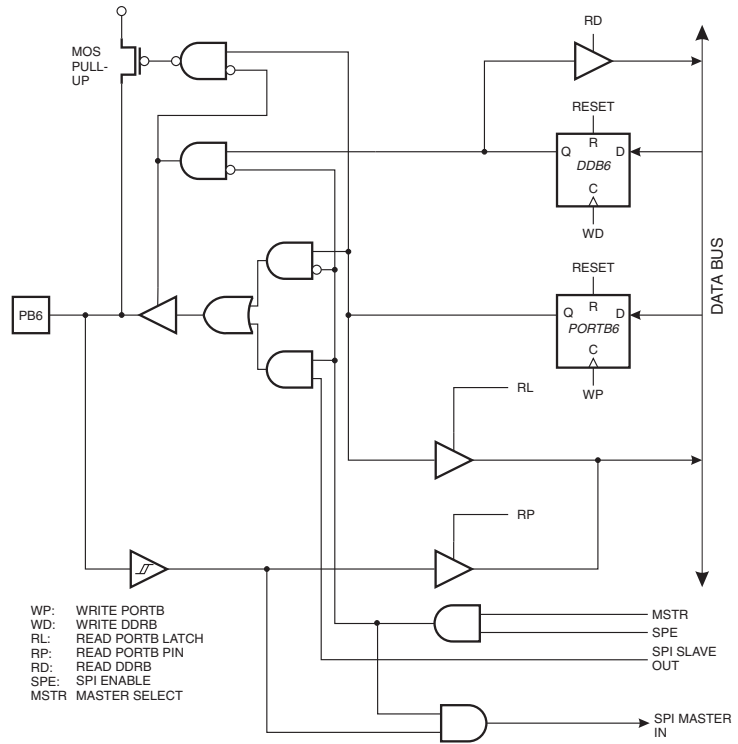 RD
MOS
PULL-
UP
RESET
R
Q D
DDB6
C
WD
DATA BUS
RESET
R
Q D
PORTB6
C
WP
PB6
RL
RP
WP: WRITE PORTB
WD: WRITE DDRB
RL: READ PORTB LATCH
RP: READ PORTB PIN
RD: READ DDRB
SPE: SPI ENABLE
MSTR MASTER SELECT
MSTR
SPE
SPI SLAVE
OUT
SPI MASTER
IN